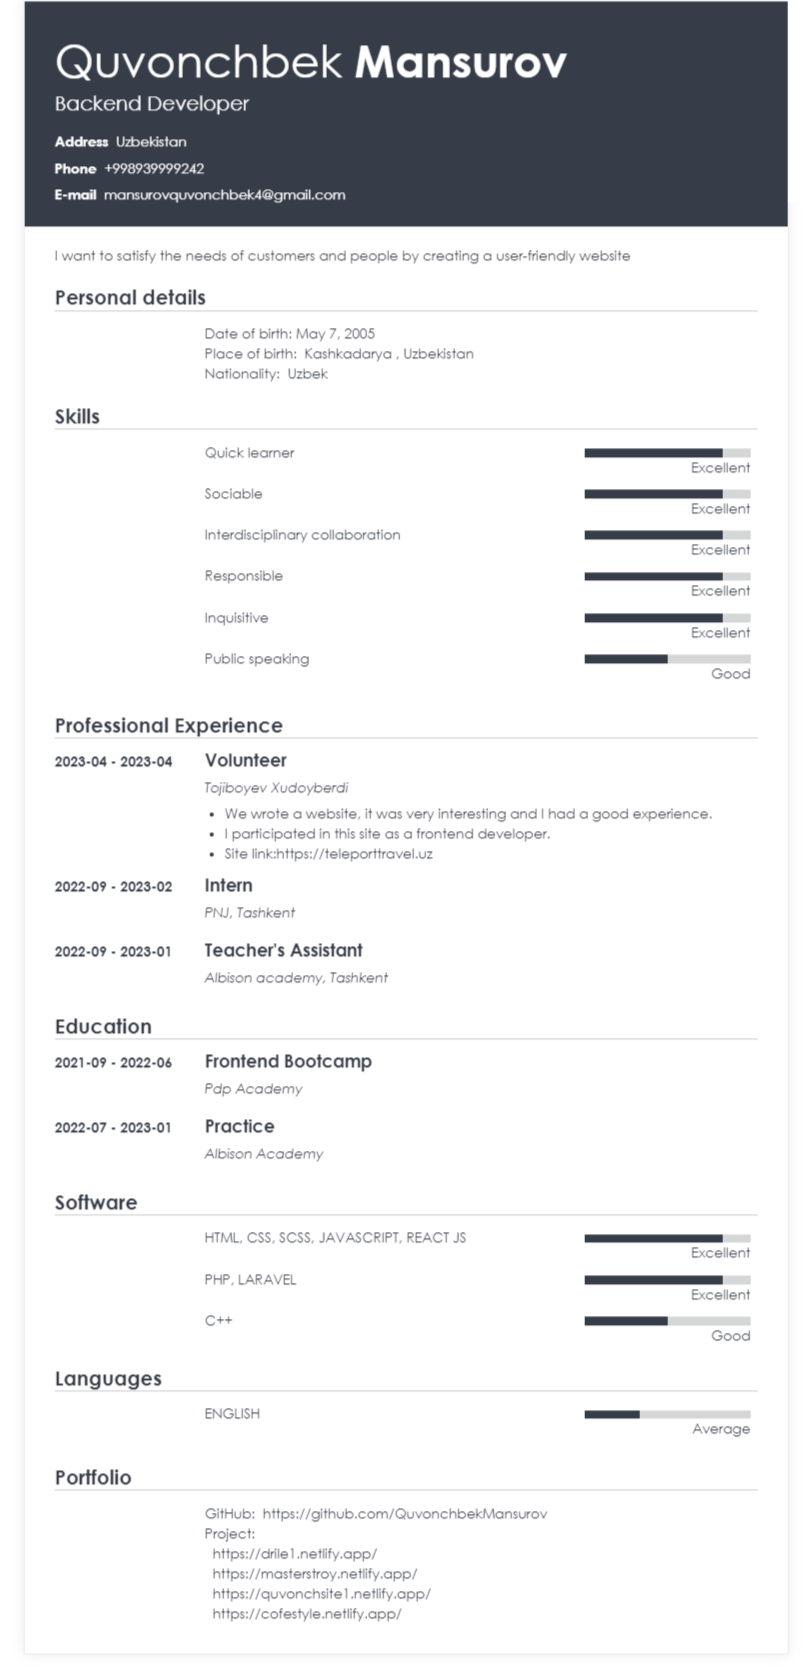 Quvonchbek Mansurov
Backend Developer
Address Uzbekistan
Phone +998939999242
E-mail mansurovquvonchbek4@gmail.com
I want to satisfy the needs of customers and people by creating a user-friendly website
Personal details
Date of birth: May 7, 2005
Place of birth: Kashkadarya , Uzbekistan
Nationality: Uzbek
Skills
Quick learner
Excellent
Sociable
Excellent
Interdisciplinary collaboration
Excellent
Responsible
Excellent
Inquisitive
Excellent
Public speaking
Good
Professional Experience
2023-04 - 2023-04 Volunteer
Tojiboyev Xudoyberdi
• We wrote a website, it was very interesting and I had a good experience.
• I participated in this site as a frontend developer.
• Site link:https://teleporttravel.uz
2022-09 - 2023-02 Intern
PNJ, Tashkent
2022-09 - 2023-01 Teacher's Assistant
Albison academy, Tashkent
Education
2021-09 - 2022-06 Frontend Bootcamp
Pdp Academy
2022-07 - 2023-01 Practice
Albison Academy
Software
HTML, CSS, SCSS, JAVASCRIPT, REACT JS
Excellent
PHP, LARAVEL
Excellent
C++
Good
Languages
ENGLISH
Average
Portfolio
GitHub: https://github.com/QuvonchbekMansurov
Project:
https://drile1.netlify.app/
https://masterstroy.netlify.app/
https://quvonchsite1.netlify.app/
https://cofestyle.netlify.app/